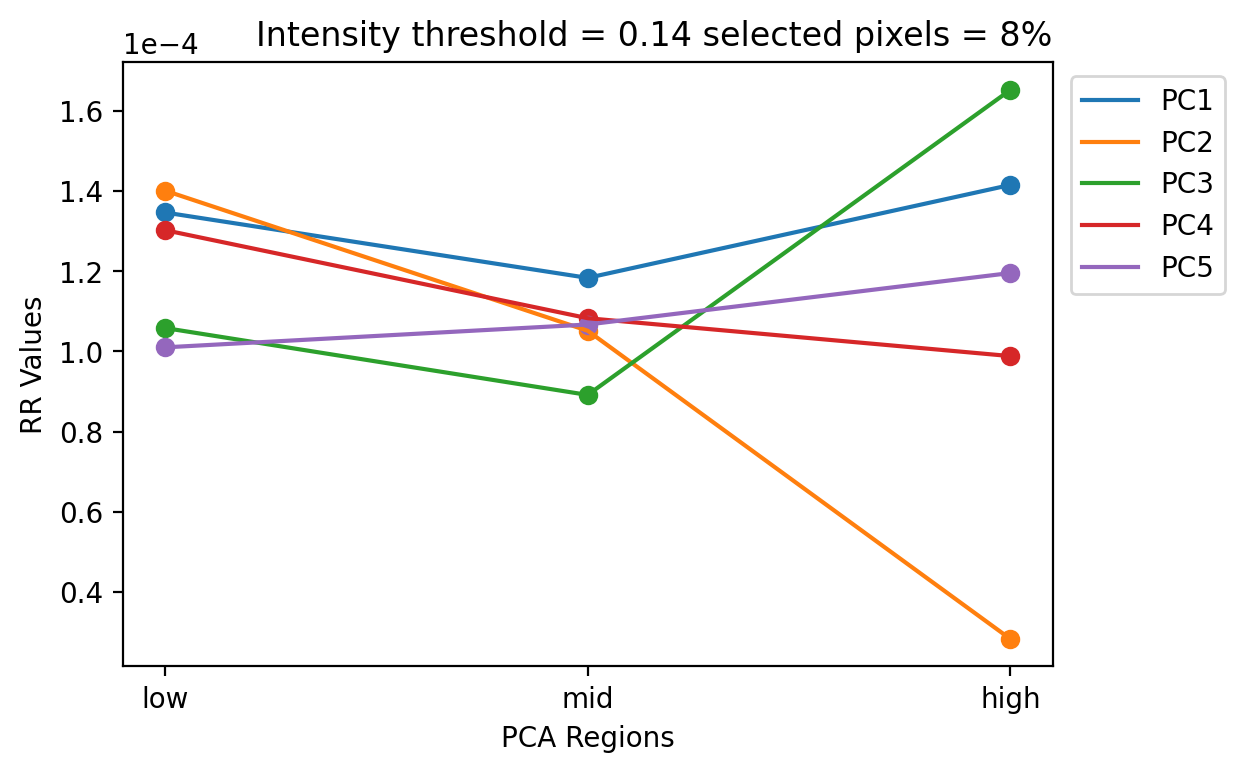 Intensity threshold = 0.14 selected pixels = 8%
1e−4
1.6
1.4
1.2
1.0
0.8
0.6
0.4
RR Values
low mid high
PCA Regions
PC1
PC2
PC3
PC4
PC5